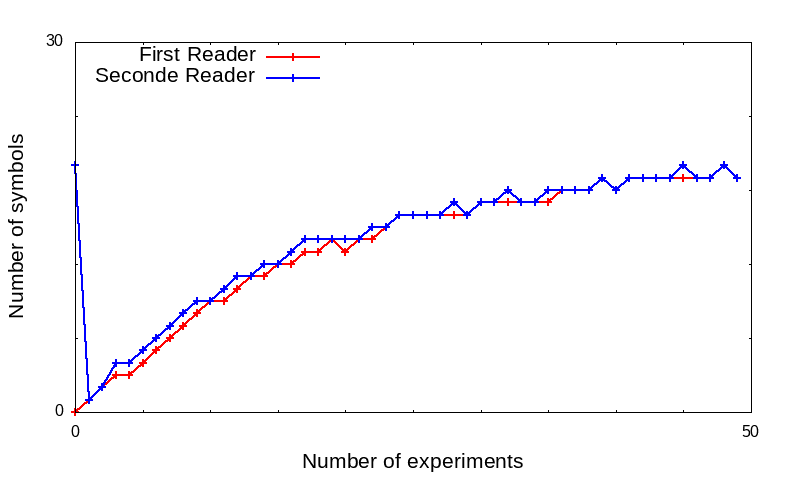 30
First Reader
Seconde Reader
Number of symbols
0
0
50
Number of experiments